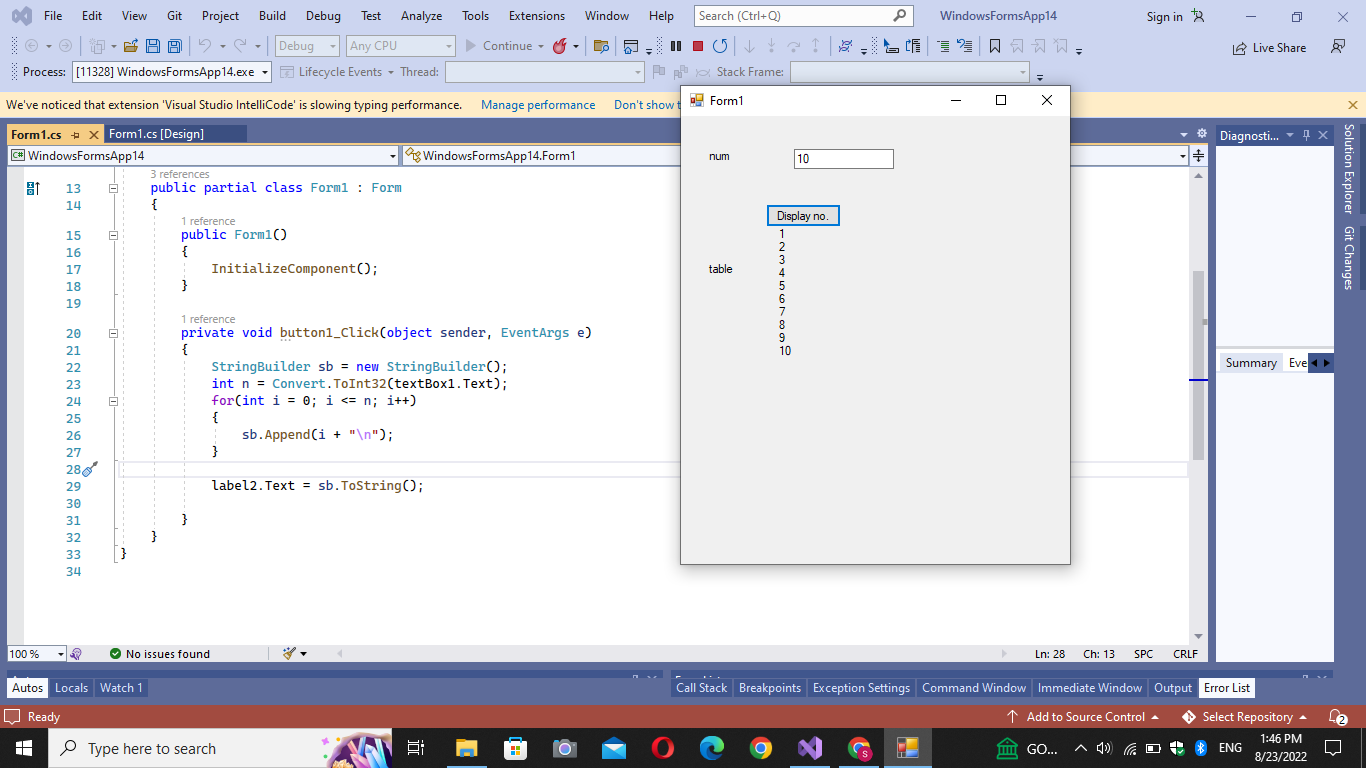 File Edit View Git Project Build Debug Test Analyze Tools Extensions Window Help Search (Ctrl+Q) WindowsFormsApp14 Sign in
Debug Any CPU Continue Live Share
Process: [11328] WindowsFormsApp14.exe Lifecycle Events Thread: Stack Frame:
We've noticed that extension 'Visual Studio IntelliCode' is slowing typing performance. Manage performance Don't show
Form1.cs Form1.cs [Design]
WindowsFormsApp14 WindowsFormsApp14.Form1
3 references
13 public partial class Form1 : Form
14 {
1 reference
15 public Form1()
16 {
17 InitializeComponent();
18 }
19
1 reference
20 private void button1_Click(object sender, EventArgs e)
21 {
22 StringBuilder sb = new StringBuilder();
23 int n = Convert.ToInt32(textBox1.Text);
24 for(int i = 0; i <= n; i++)
25 {
26 sb.Append(i + "\n");
27 }
28
29 label2.Text = sb.ToString();
30
31 }
32 }
33 }
34
Form1
num 10
Display no.
table
1
2
3
4
5
6
7
8
9
10
Diagnosti...
Summary Eve
Solution Explorer
Git Changes
100 % No issues found Ln: 28 Ch: 13 SPC CRLF
Autos Locals Watch 1 Call Stack Breakpoints Exception Settings Command Window Immediate Window Output Error List
Ready Add to Source Control Select Repository 2
Type here to search GO... ENG 1:46 PM
8/23/2022